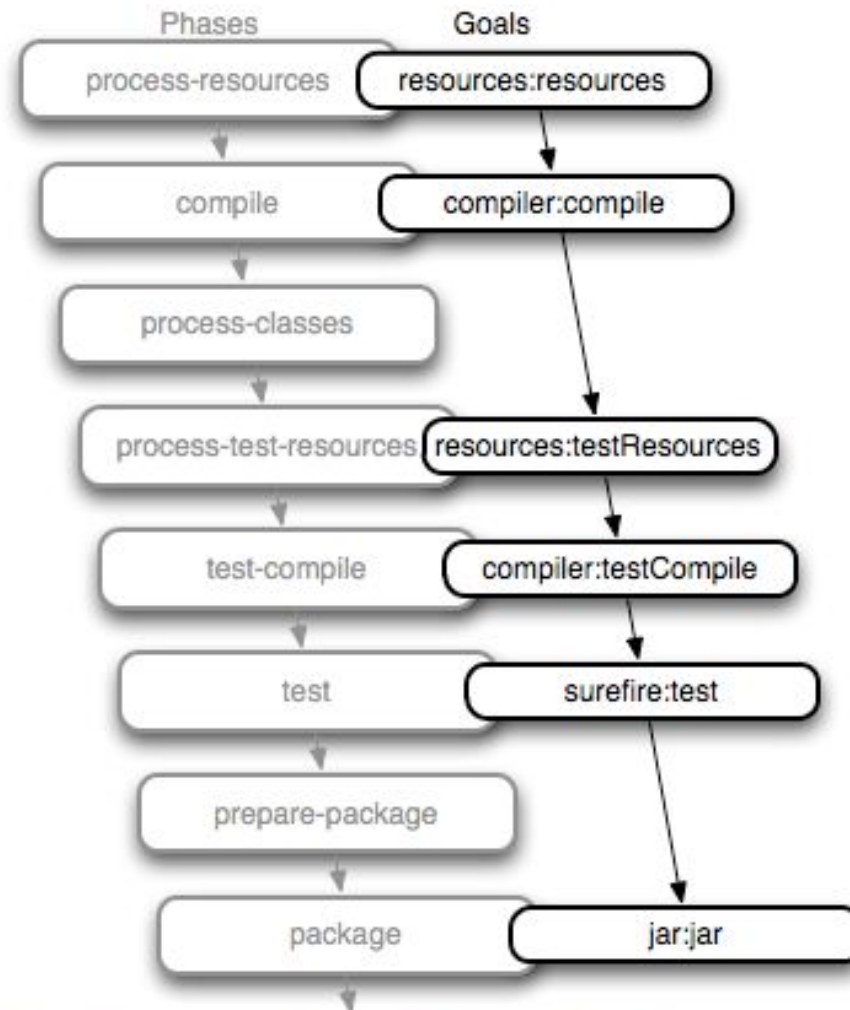 Phases Goals
process-resources resources:resources
compile compiler:compile
process-classes
process-test-resources resources:testResources
test-compile compiler:testCompile
test surefire:test
prepare-package
package jar:jar